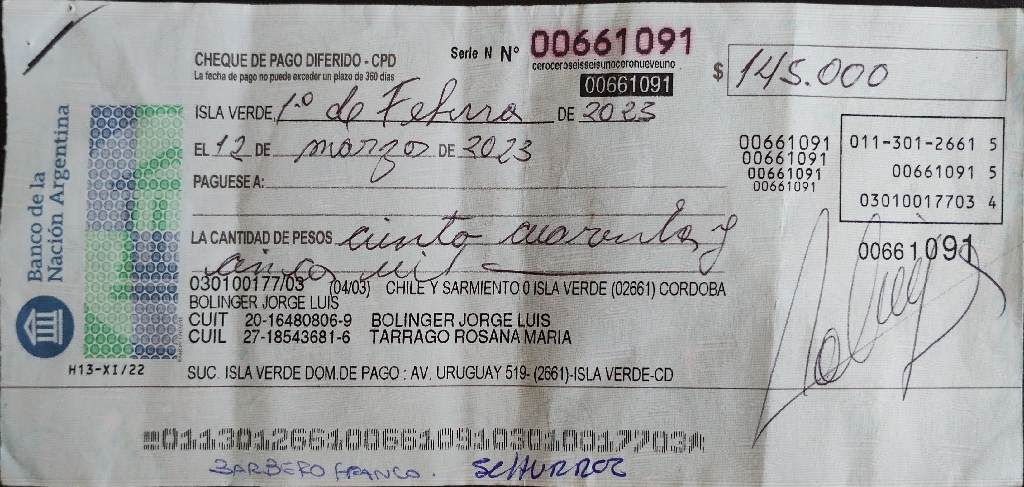 Banco de la
Nación Argentina
H13-XI/22
CHEQUE DE PAGO DIFERIDO - CPD
La fecha de pago no puede exceder un plazo de 360 días
Serie N Nº 00661091
ceroceroseisseisunoceronueveuno
00661091
$ 145.000
ISLA VERDE, 1º de Febrero DE 2023
EL 12 DE marzo DE 2023
PAGUESE A:
LA CANTIDAD DE PESOS ciento cuarenta y
cinco mil
00661091
00661091
00661091
00661091
011-301-2661 5
00661091 5
03010017703 4
00661091
030100177/03 (04/03) CHILE Y SARMIENTO 0 ISLA VERDE (02661) CORDOBA
BOLINGER JORGE LUIS
CUIT 20-16480806-9 BOLINGER JORGE LUIS
CUIL 27-18543681-6 TARRAGO ROSANA MARIA
SUC. ISLA VERDE DOM.DE PAGO : AV. URUGUAY 519- (2661)-ISLA VERDE-CD
01130126610066109103010017703
BARBERO FRANCO.